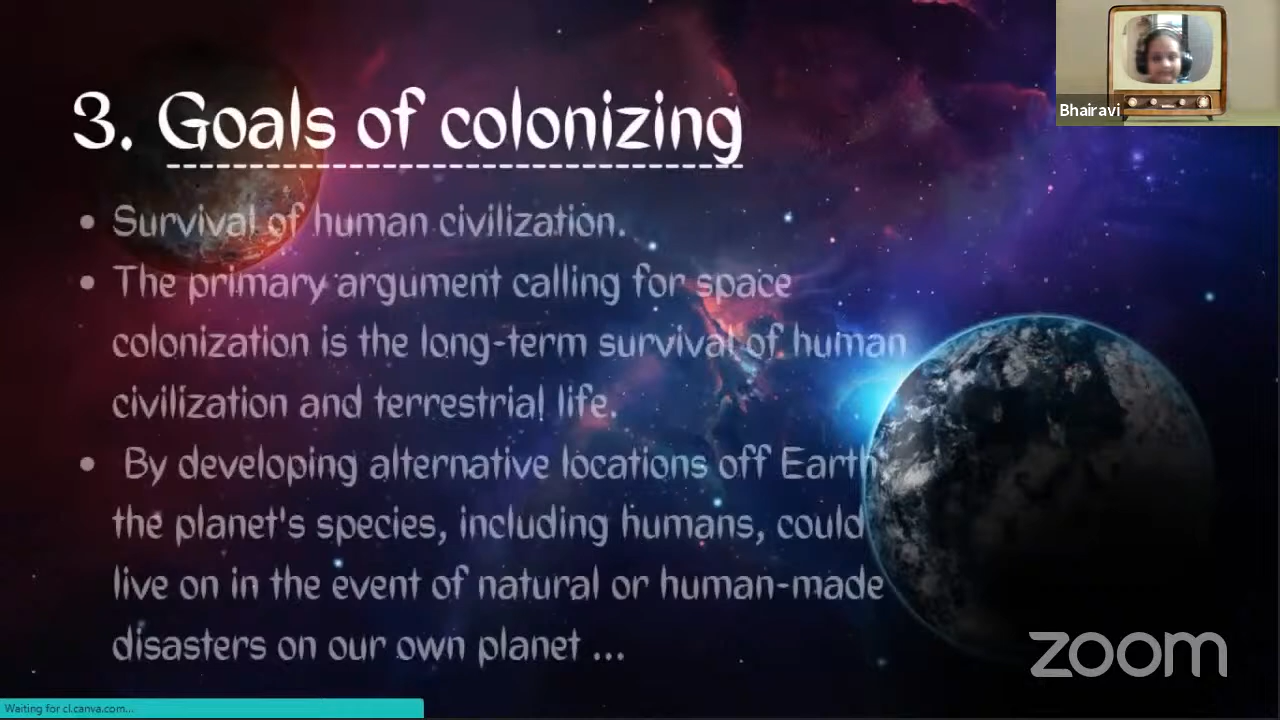 3. Goals of colonizing
• Survival of human civilization.
• The primary argument calling for space
colonization is the long-term survival of human
civilization and terrestrial life.
• By developing alternative locations off Earth
the planet's species, including humans, could
live on in the event of natural or human-made
disasters on our own planet ...
Bhairavi
zoom
Waiting for cl.canva.com...